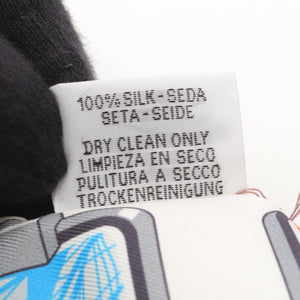 100% SILK-SEDA
SETA-SEIDE
DRY CLEAN ONLY
LIMPIEZA EN SECO
PULITURA A SECCO
TROCKENREINIGUNG